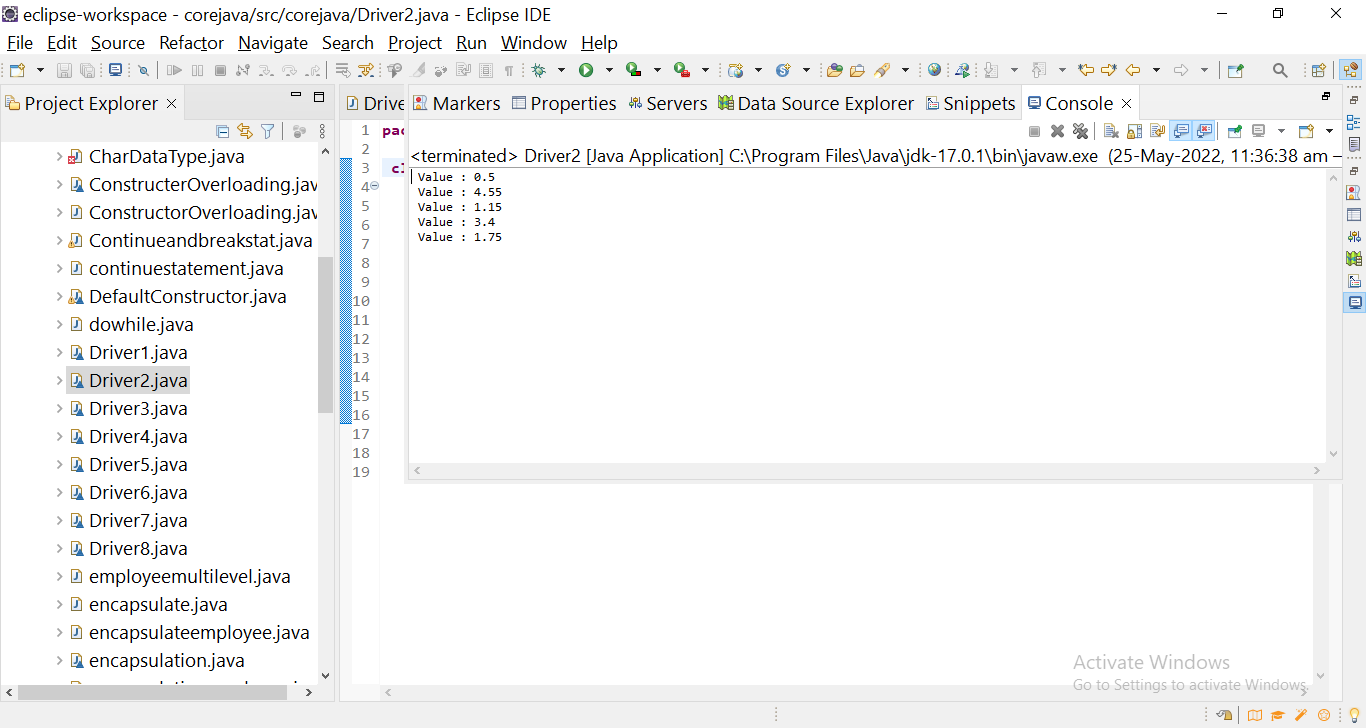 eclipse-workspace - corejava/src/corejava/Driver2.java - Eclipse IDE
File Edit Source Refactor Navigate Search Project Run Window Help
Project Explorer
CharDataType.java
ConstructerOverloading.jav
ConstructorOverloading.jav
Continueandbreakstat.java
continuestatement.java
DefaultConstructor.java
dowhile.java
Driver1.java
Driver2.java
Driver3.java
Driver4.java
Driver5.java
Driver6.java
Driver7.java
Driver8.java
employeemultilevel.java
encapsulate.java
encapsulateemployee.java
encapsulation.java
Drive
1 pac
2
3 cl
4
5
6
7
8
9
10
11
12
13
14
15
16
17
18
19
Markers Properties Servers Data Source Explorer Snippets Console
<terminated> Driver2 [Java Application] C:\Program Files\Java\jdk-17.0.1\bin\javaw.exe (25-May-2022, 11:36:38 am –
Value : 0.5
Value : 4.55
Value : 1.15
Value : 3.4
Value : 1.75
Activate Windows
Go to Settings to activate Windows.